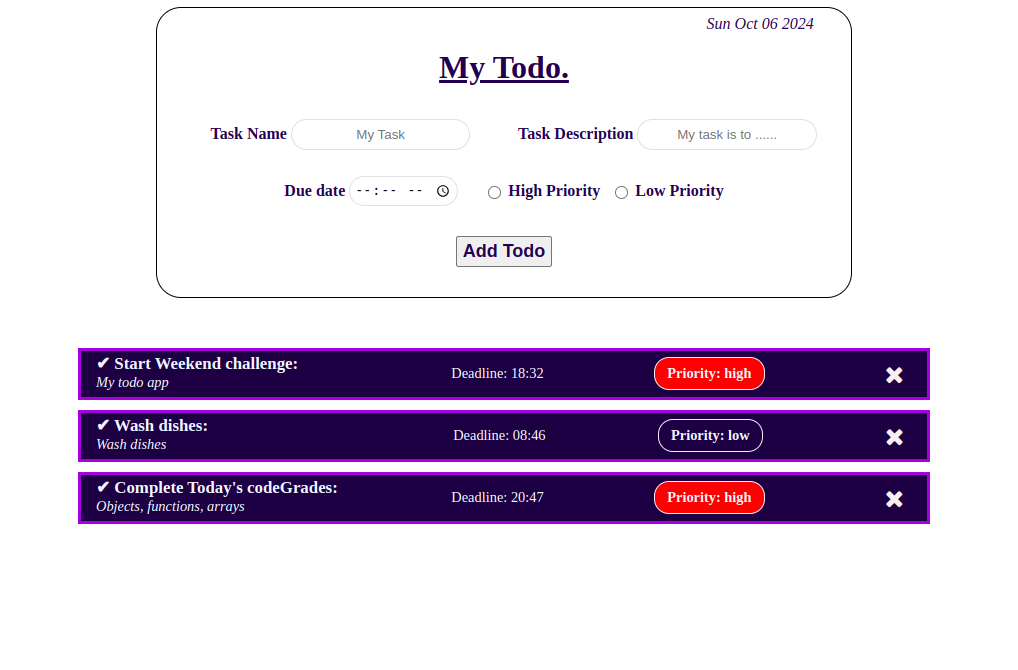 Sun Oct 06 2024
My Todo.
Task Name My Task Task Description My task is to ......
Due date --:-- -- High Priority Low Priority
Add Todo
✔ Start Weekend challenge:
My todo app
Deadline: 18:32
Priority: high
✖
✔ Wash dishes:
Wash dishes
Deadline: 08:46
Priority: low
✖
✔ Complete Today's codeGrades:
Objects, functions, arrays
Deadline: 20:47
Priority: high
✖